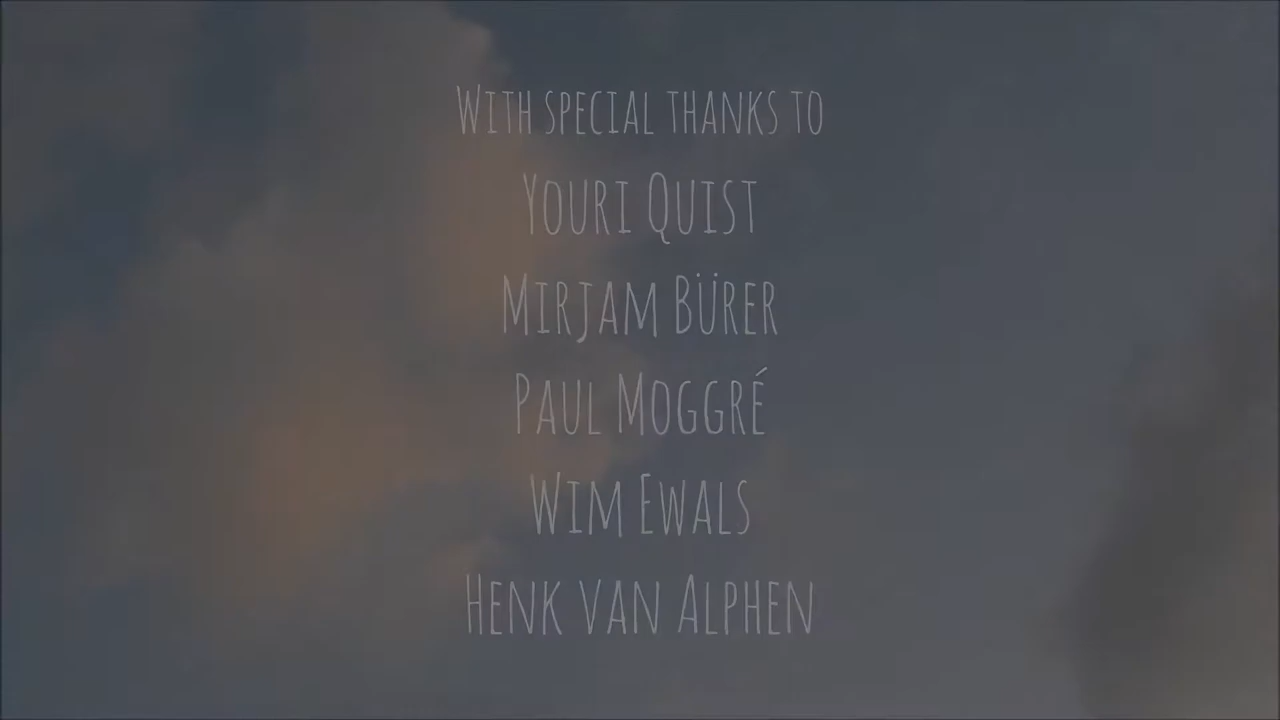 With special thanks to
Youri Quist
Mirjam Bürer
Paul Moggré
Wim Ewals
Henk van Alphen